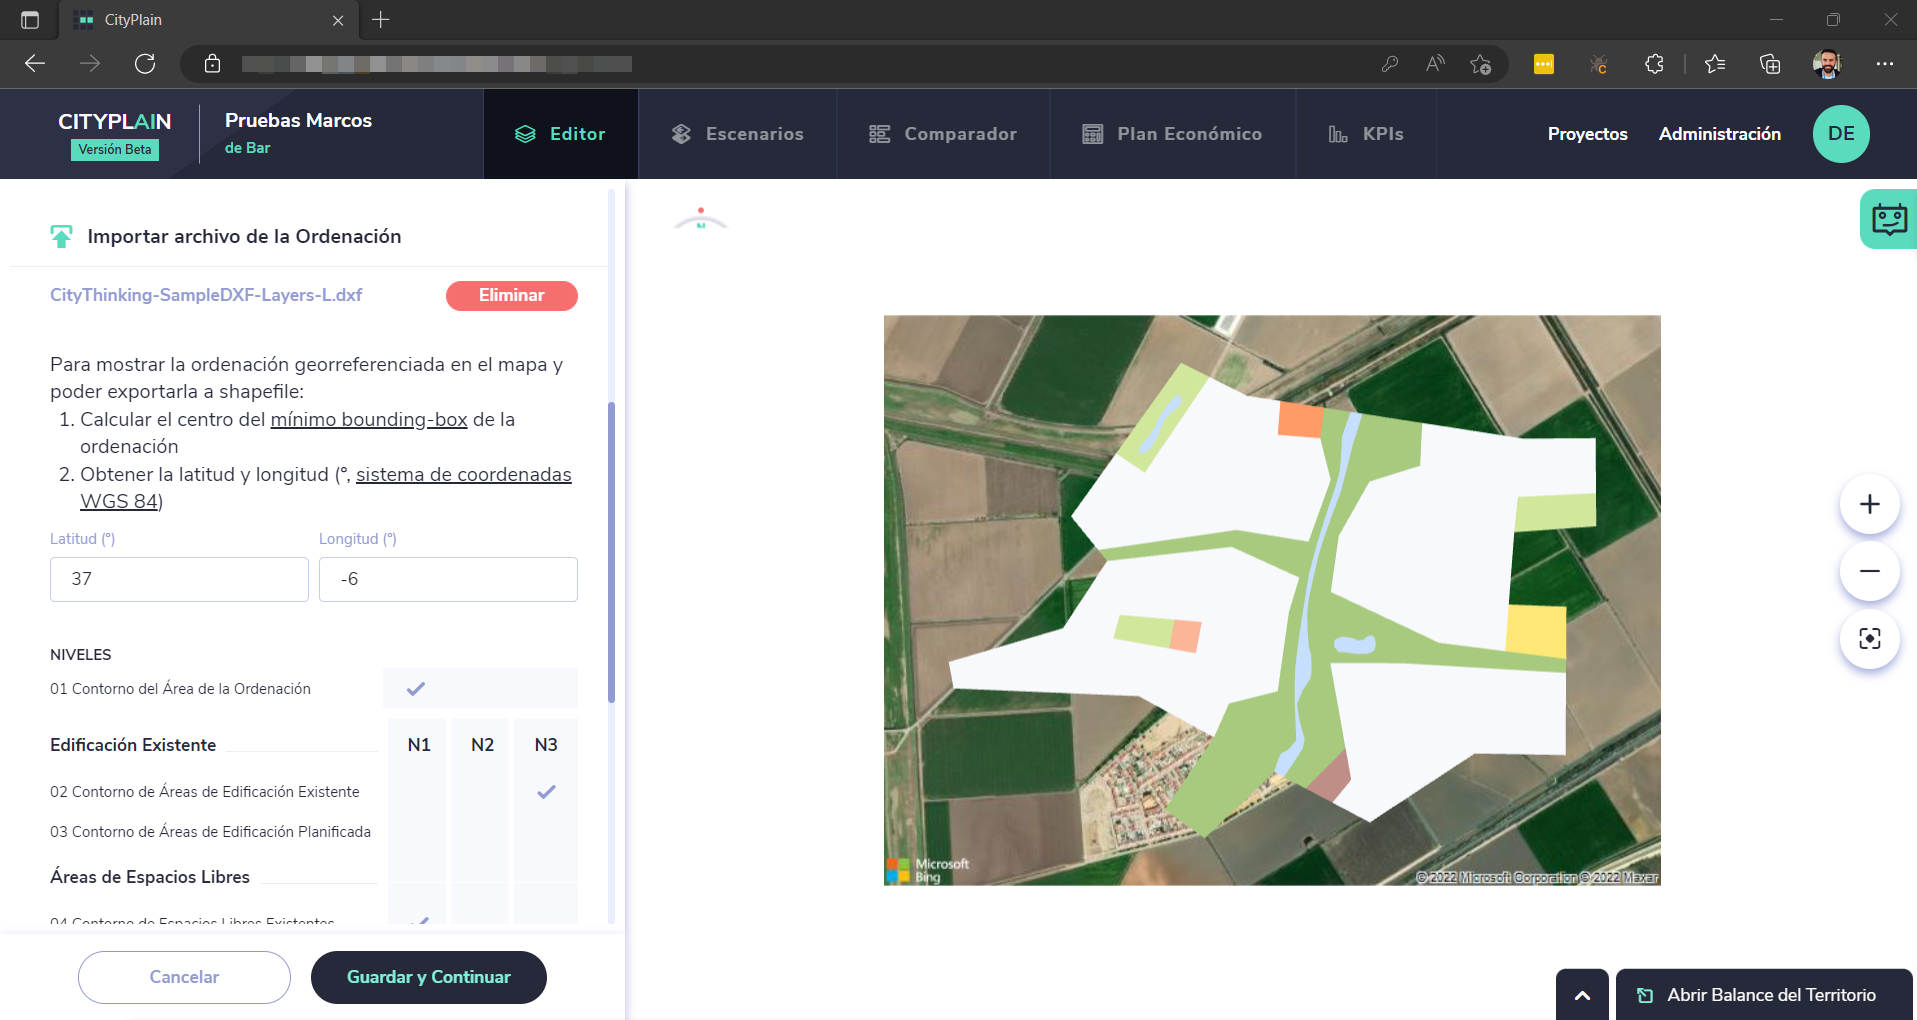 CityPlain
CITYPLAIN
Versión Beta
Pruebas Marcos
de Bar
Editor
Escenarios
Comparador
Plan Económico
KPIs
Proyectos
Administración
DE
Importar archivo de la Ordenación
CityThinking-SampleDXF-Layers-L.dxf
Eliminar
Para mostrar la ordenación georreferenciada en el mapa y
poder exportarla a shapefile:
1. Calcular el centro del mínimo bounding-box de la
ordenación
2. Obtener la latitud y longitud (º, sistema de coordenadas
WGS 84)
Latitud (º)
Longitud (º)
37
-6
NIVELES
01 Contorno del Área de la Ordenación
Edificación Existente
N1
N2
N3
02 Contorno de Áreas de Edificación Existente
03 Contorno de Áreas de Edificación Planificada
Áreas de Espacios Libres
04 Contorno de Espacios Libres Existentes
Cancelar
Guardar y Continuar
N
Microsoft
Bing
© 2022 Microsoft Corporation © 2022 Maxar
Abrir Balance del Territorio